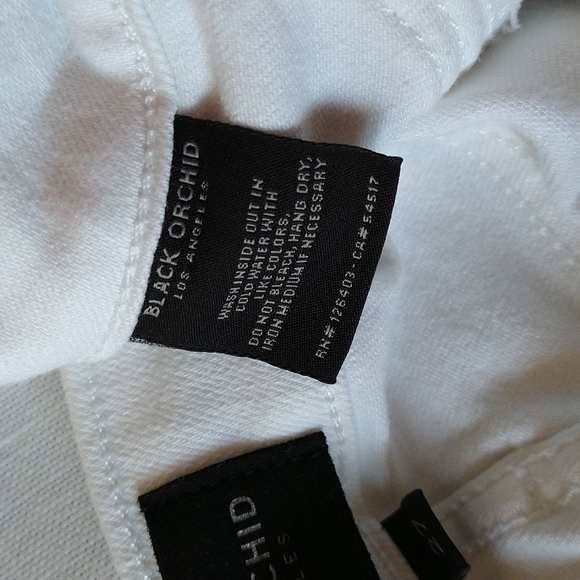 BLACK ORCHID
LOS ANGELES
WASH INSIDE OUT IN
COLD WATER WITH
LIKE COLORS,
DO NOT BLEACH, HANG DRY,
IRON MEDIUM IF NECESSARY
RN#126403-CA#54517
CHID
ELES